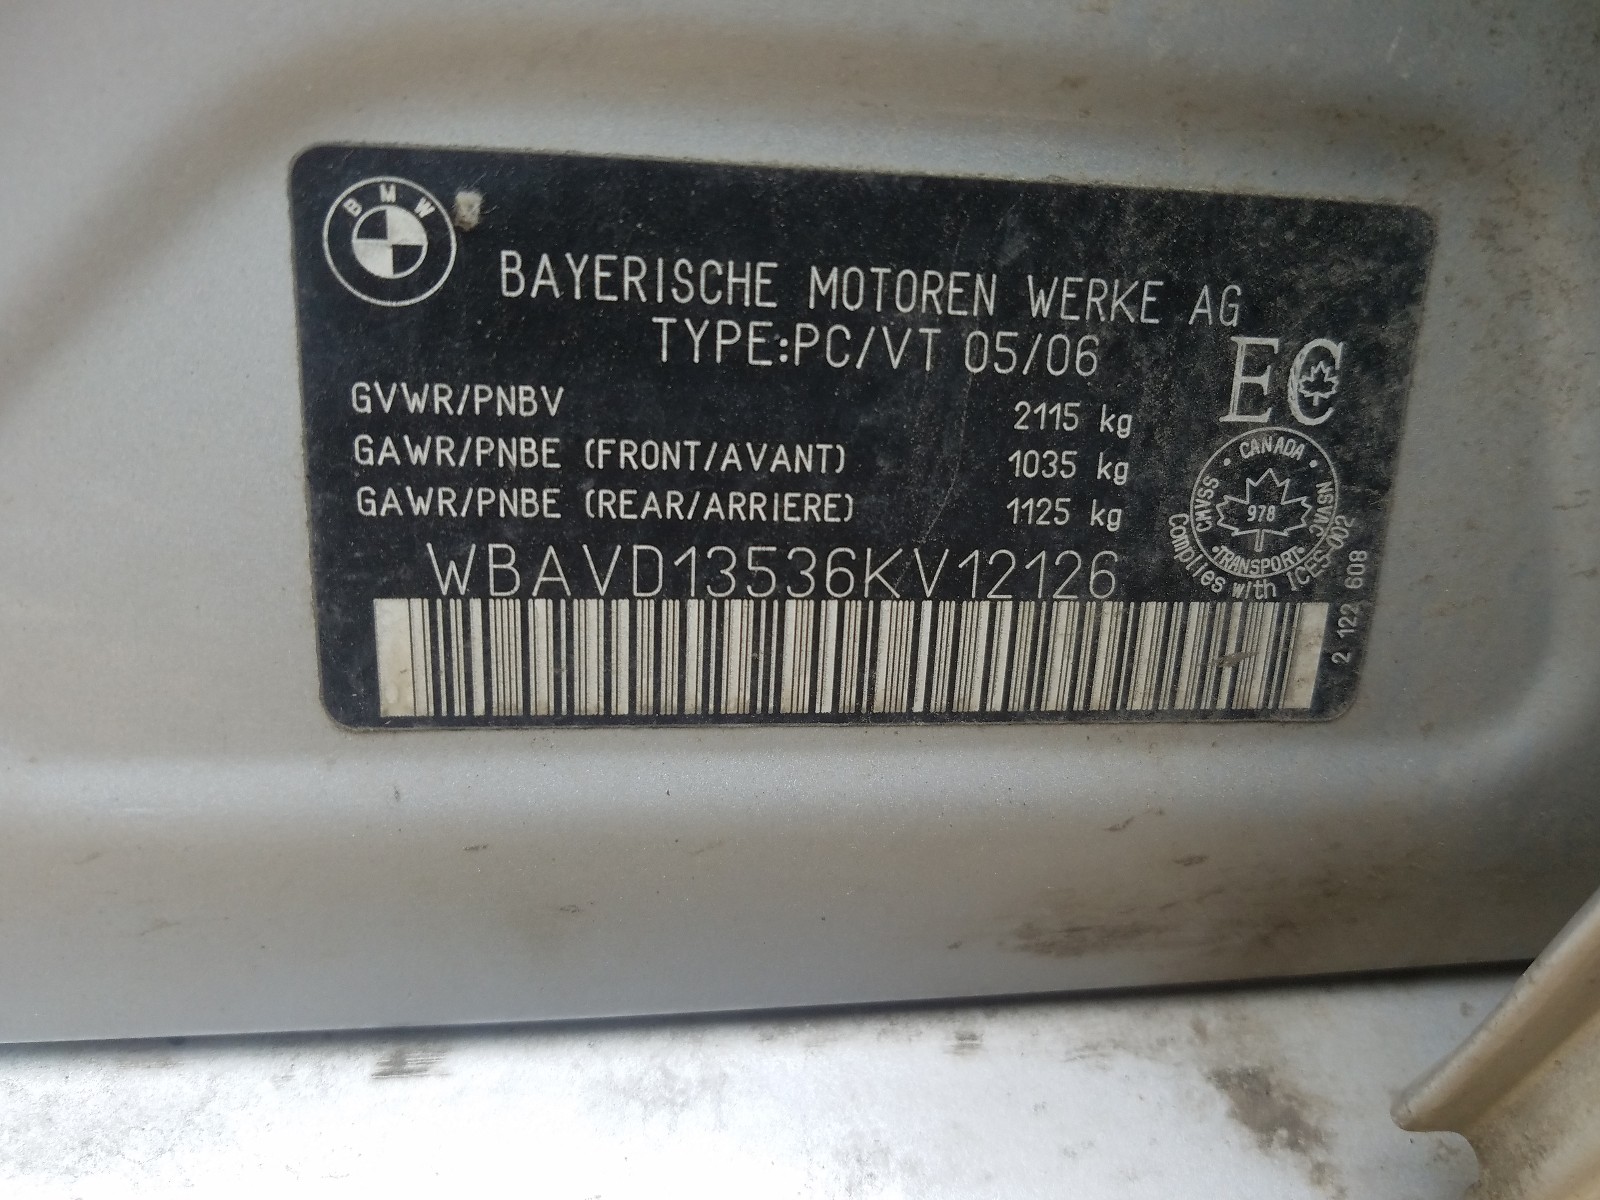 BMW
BAYERISCHE MOTOREN WERKE AG
TYPE:PC/VT 05/06
GVWR/PNBV 2115 kg
GAWR/PNBE (FRONT/AVANT) 1035 kg
GAWR/PNBE (REAR/ARRIERE) 1125 kg
WBAVD13536KV12126
EC
CANADA
CMVSS
978
NSVAC
TRANSPORT
Complies with ICES-002
2 122 608